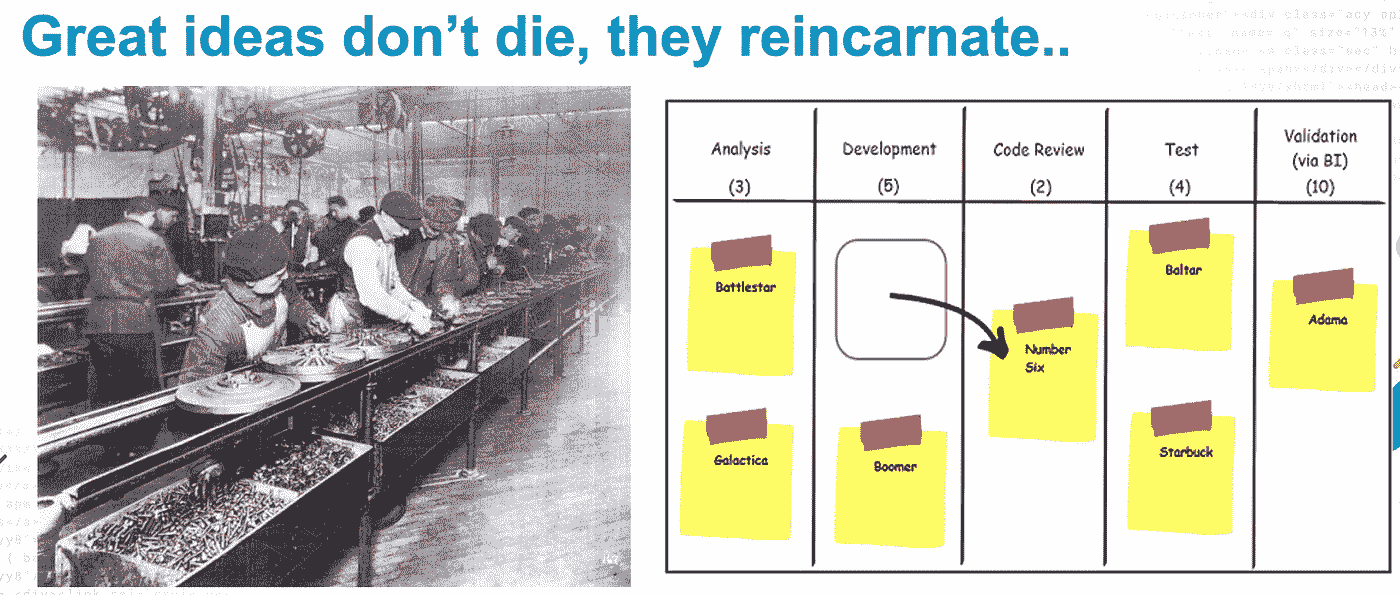 Great ideas don't die, they reincarnate..
Analysis
(3)
Development
(5)
Code Review
(2)
Test
(4)
Validation
(via BI)
(10)
Battlestar
Galactica
Boomer
Number
Six
Baltar
Starbuck
Adama